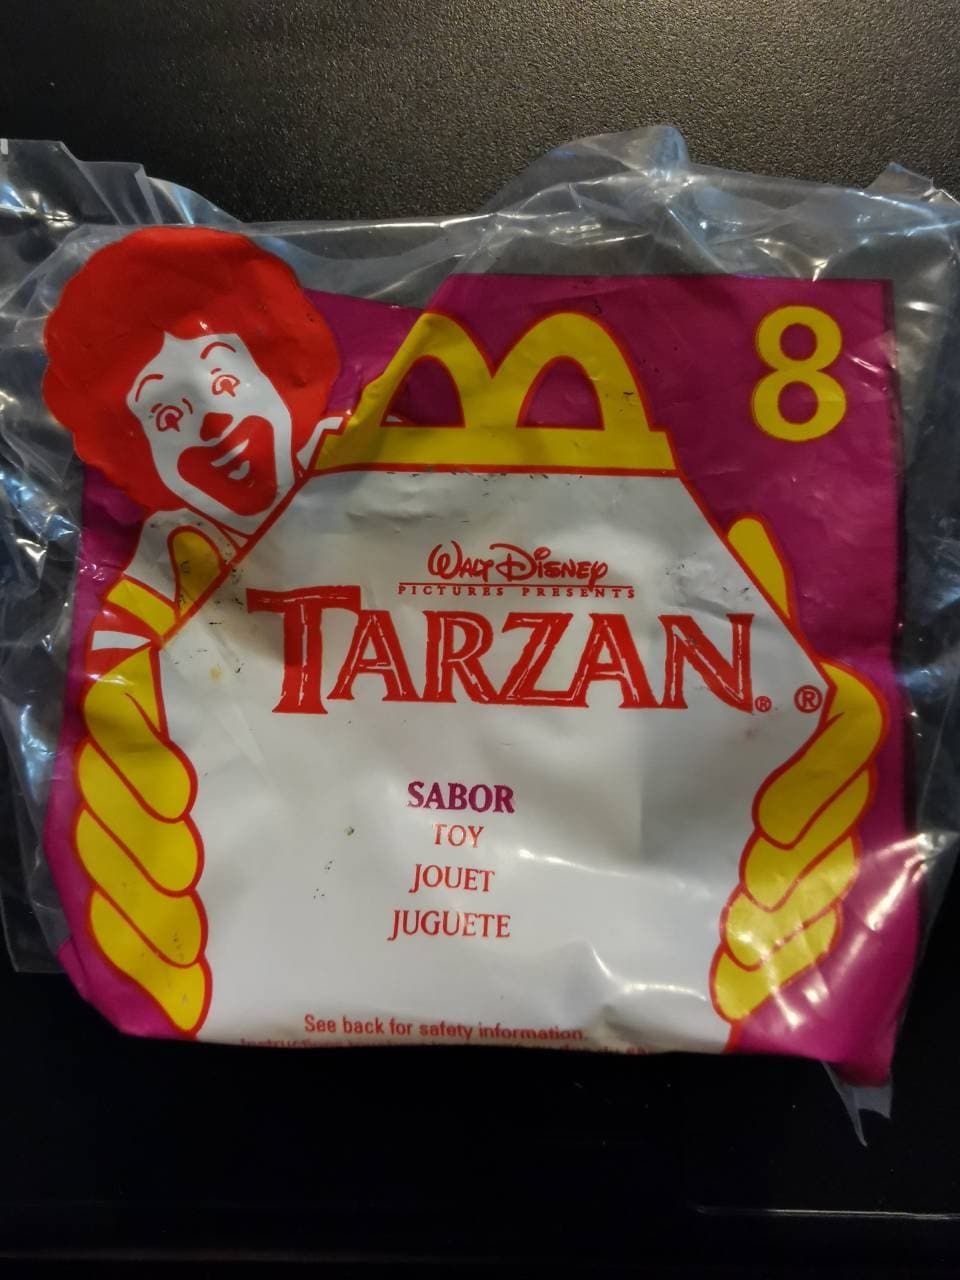 8
WALT DISNEY
PICTURES PRESENTS
TARZAN.® ®
SABOR
TOY
JOUET
JUGUETE
See back for safety information.